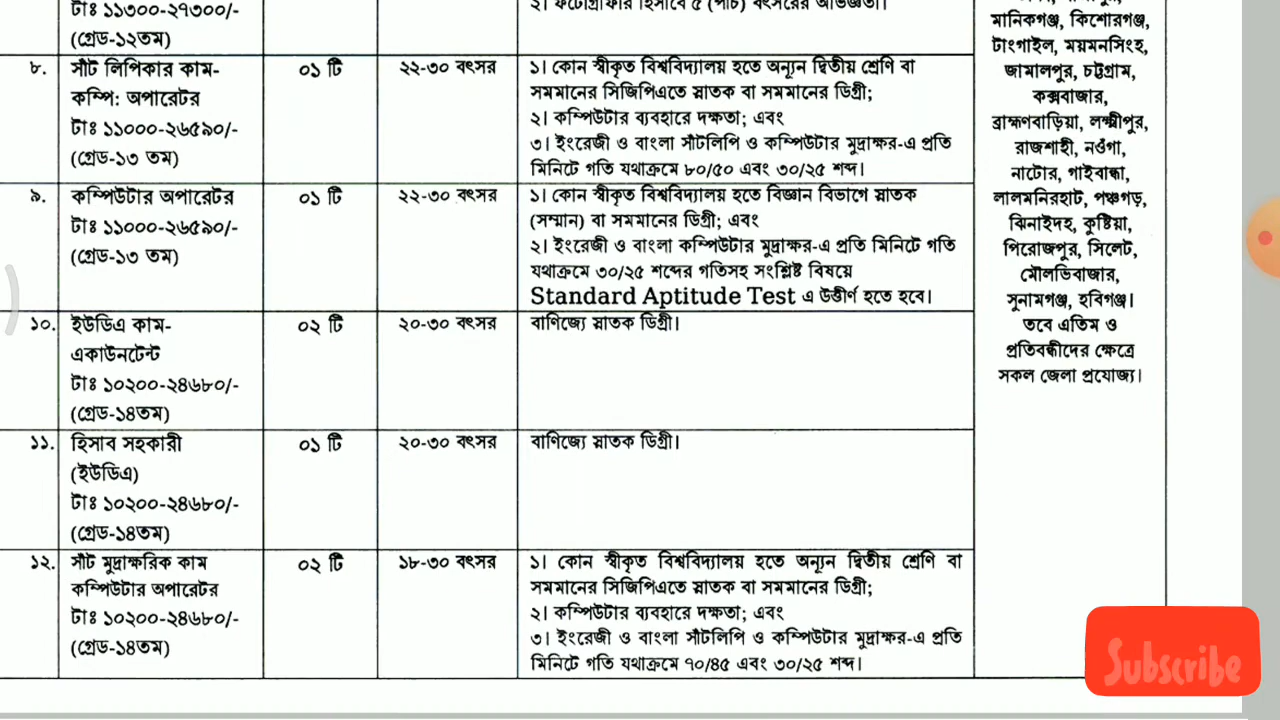 টাঃ ১১৩০০-২৭৩০০/-
(গ্রেড-১২তম)
২। ফটোগ্রাফার হিসাবে ৫ (পাঁচ) বৎসরের অভিজ্ঞতা।
৮.
সাঁট লিপিকার কাম-
কম্পি: অপারেটর
টাঃ ১১০০০-২৬৫৯০/-
(গ্রেড-১৩ তম)
০১ টি
২২-৩০ বৎসর
১। কোন স্বীকৃত বিশ্ববিদ্যালয় হতে অন্যূন দ্বিতীয় শ্রেণি বা
সমমানের সিজিপিএতে স্নাতক বা সমমানের ডিগ্রী;
২। কম্পিউটার ব্যবহারে দক্ষতা; এবং
৩। ইংরেজী ও বাংলা সাঁটলিপি ও কম্পিউটার মুদ্রাক্ষর-এ প্রতি
মিনিটে গতি যথাক্রমে ৮০/৫০ এবং ৩০/২৫ শব্দ।
৯.
কম্পিউটার অপারেটর
টাঃ ১১০০০-২৬৫৯০/-
(গ্রেড-১৩ তম)
০১ টি
২২-৩০ বৎসর
১। কোন স্বীকৃত বিশ্ববিদ্যালয় হতে বিজ্ঞান বিভাগে স্নাতক
(সম্মান) বা সমমানের ডিগ্রী; এবং
২। ইংরেজী ও বাংলা কম্পিউটার মুদ্রাক্ষর-এ প্রতি মিনিটে গতি
যথাক্রমে ৩০/২৫ শব্দের গতিসহ সংশ্লিষ্ট বিষয়ে
Standard Aptitude Test এ উত্তীর্ণ হতে হবে।
১০.
ইউডিএ কাম-
একাউনটেন্ট
টাঃ ১০২০০-২৪৬৮০/-
(গ্রেড-১৪তম)
০২ টি
২০-৩০ বৎসর
বাণিজ্যে স্নাতক ডিগ্রী।
১১.
হিসাব সহকারী
(ইউডিএ)
টাঃ ১০২০০-২৪৬৮০/-
(গ্রেড-১৪তম)
০১ টি
২০-৩০ বৎসর
বাণিজ্যে স্নাতক ডিগ্রী।
১২.
সাঁট মুদ্রাক্ষরিক কাম
কম্পিউটার অপারেটর
টাঃ ১০২০০-২৪৬৮০/-
(গ্রেড-১৪তম)
০২ টি
১৮-৩০ বৎসর
১। কোন স্বীকৃত বিশ্ববিদ্যালয় হতে অন্যূন দ্বিতীয় শ্রেণি বা
সমমানের সিজিপিএতে স্নাতক বা সমমানের ডিগ্রী;
২। কম্পিউটার ব্যবহারে দক্ষতা; এবং
৩। ইংরেজী ও বাংলা সাঁটলিপি ও কম্পিউটার মুদ্রাক্ষর-এ প্রতি
মিনিটে গতি যথাক্রমে ৭০/৪৫ এবং ৩০/২৫ শব্দ।
মানিকগঞ্জ, কিশোরগঞ্জ,
টাংগাইল, ময়মনসিংহ,
জামালপুর, চট্টগ্রাম,
কক্সবাজার,
ব্রাহ্মণবাড়িয়া, লক্ষ্মীপুর,
রাজশাহী, নওঁগা,
নাটোর, গাইবান্ধা,
লালমনিরহাট, পঞ্চগড়,
ঝিনাইদহ, কুষ্টিয়া,
পিরোজপুর, সিলেট,
মৌলভিবাজার,
সুনামগঞ্জ, হবিগঞ্জ।
তবে এতিম ও
প্রতিবন্ধীদের ক্ষেত্রে
সকল জেলা প্রযোজ্য।
Subscribe